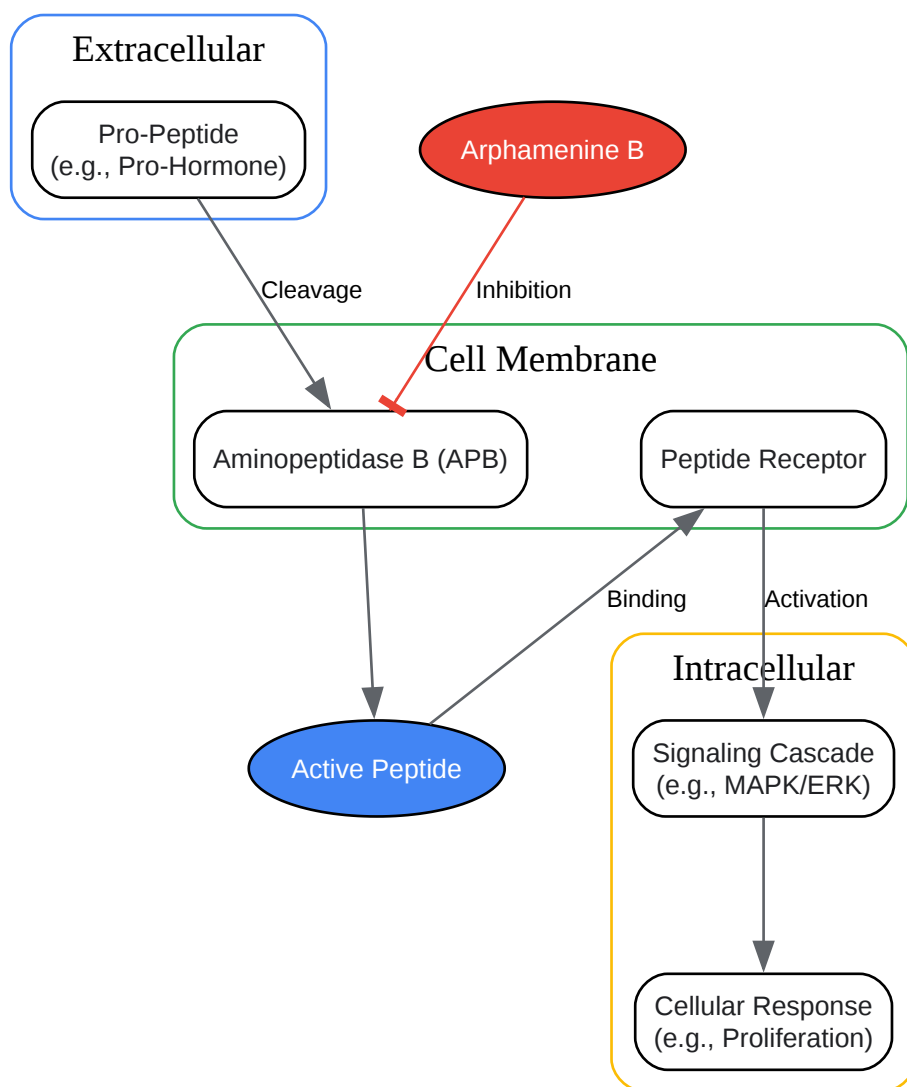 Extracellular
Pro-Peptide
(e.g., Pro-Hormone)
Arphamenine B
Cleavage
Inhibition
Cell Membrane
Aminopeptidase B (APB)
Peptide Receptor
Binding
Activation
Intracellular
Active Peptide
Signaling Cascade
(e.g., MAPK/ERK)
Cellular Response
(e.g., Proliferation)